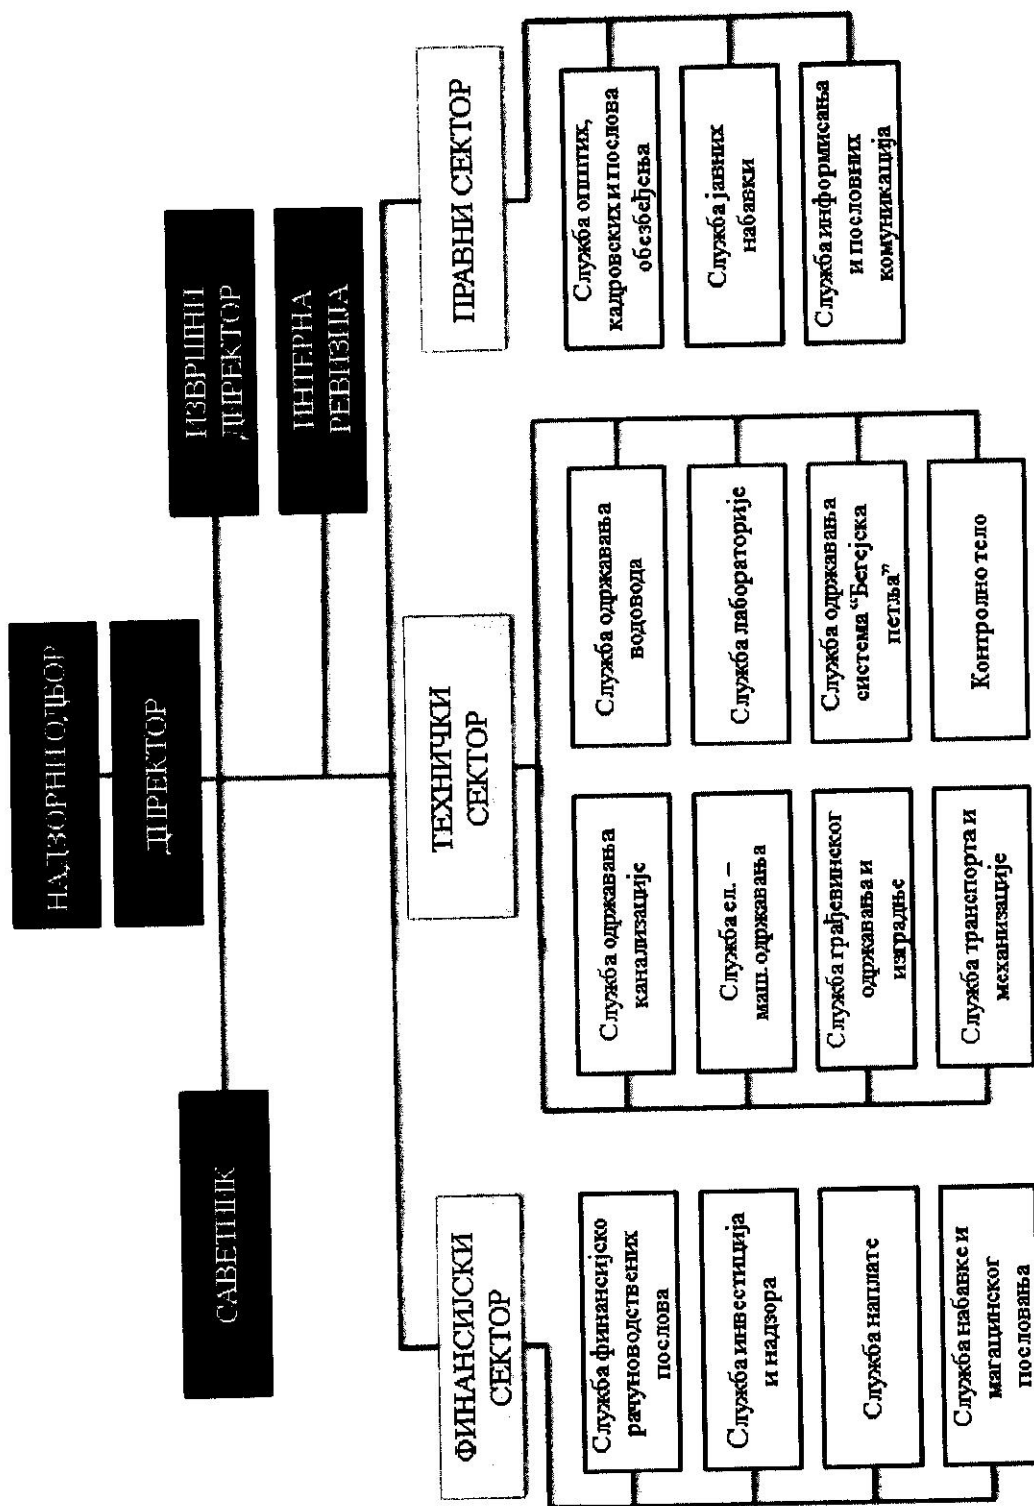 НАДЗОРНИ ОДБОР
ДИРЕКТОР
САВЕТНИК
ИЗВРШНИ
ДИРЕКТОР
ИНТЕРНА
РЕВИЗИЈА
ФИНАНСИЈСКИ
СЕКТОР
Служба финансијско
рачуноводствених
послова
Служба инвестиција
и надзора
Служба наплате
Служба набавке и
магацинског
пословања
ТЕХНИЧКИ
СЕКТОР
Служба одржавања
канализације
Служба ел. –
маш. одржавања
Служба грађевинског
одржавања и
изградње
Служба транспорта и
механизације
Служба одржавања
водовода
Служба лабораторије
Служба одржавања
система “Бегејска
петља”
Контролно тело
ПРАВНИ СЕКТОР
Служба општих,
кадровских и послова
обезбеђења
Служба јавних
набавки
Служба информисања
и пословних
комуникација